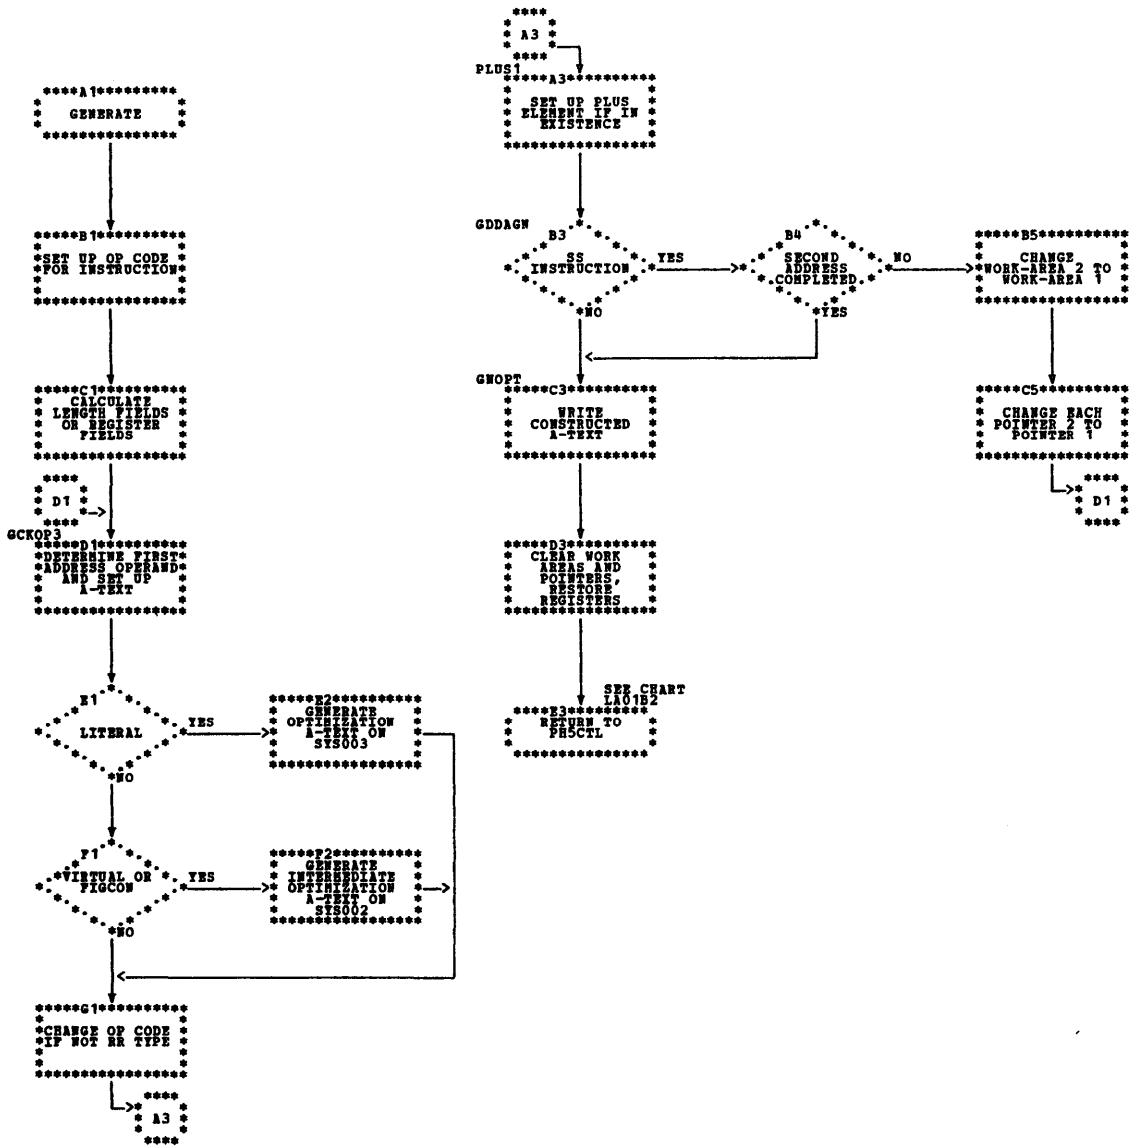 A1
GENERATE
B1
SET UP OP CODE
FOR INSTRUCTION
C1
CALCULATE
LENGTH FIELDS
OR REGISTER
FIELDS
D1
GCKOP3
D1
DETERMINE FIRST
ADDRESS OPERAND
AND SET UP
A-TEXT
E1
LITERAL
YES
NO
E2
GENERATE
OPTIMIZATION
A-TEXT ON
SYS003
F1
VIRTUAL OR
FIGCON
YES
NO
F2
GENERATE
INTERMEDIATE
OPTIMIZATION
A-TEXT ON
SYS002
G1
CHANGE OP CODE
IF NOT RR TYPE
A3
A3
PLUS1
A3
SET UP PLUS
ELEMENT IF IN
EXISTENCE
GDDAGW
B3
SS
INSTRUCTION
YES
NO
B4
SECOND
ADDRESS
COMPLETED
NO
YES
B5
CHANGE
WORK-AREA 2 TO
WORK-AREA 1
GNOPT
C3
WRITE
CONSTRUCTED
A-TEXT
C5
CHANGE EACH
POINTER 2 TO
POINTER 1
D1
D3
CLEAR WORK
AREAS AND
POINTERS,
RESTORE
REGISTERS
SEE CHART
LA01B2
E3
RETURN TO
PH5CTL